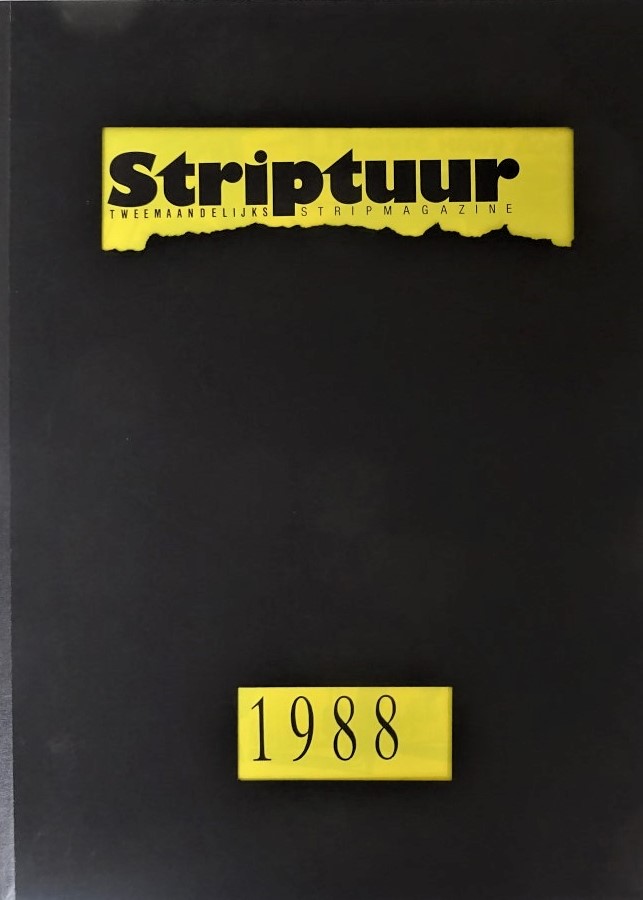 Striptuur
TWEEMAANDELIJKS STRIPMAGAZINE
1988